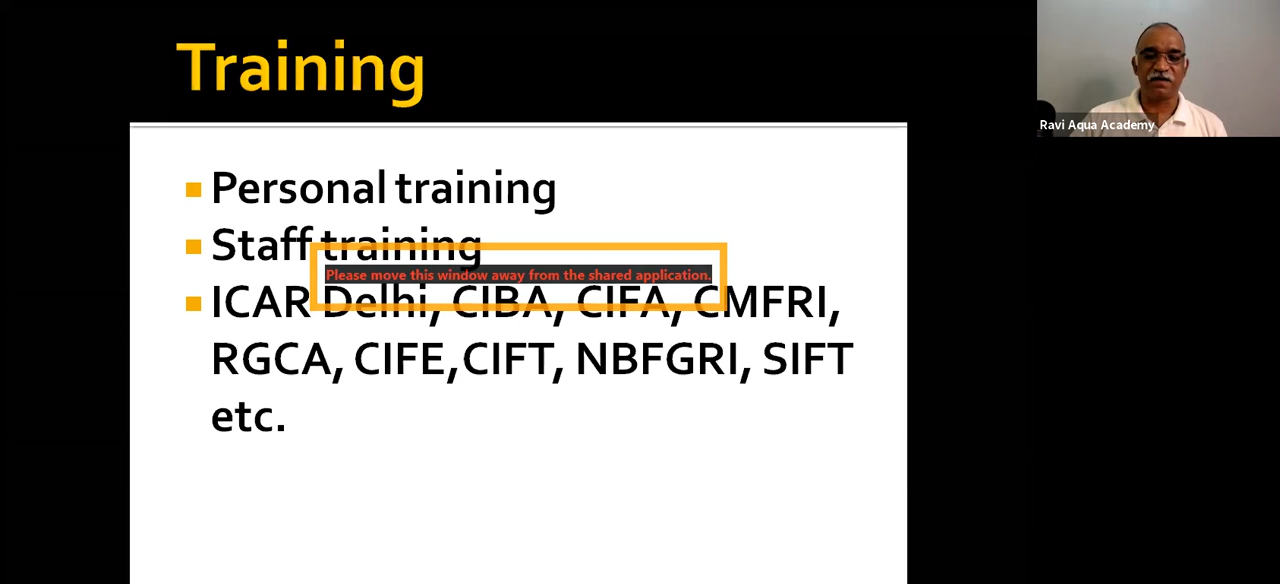 Training
Ravi Aqua Academy
Personal training
Staff training
Please move this window away from the shared application.
ICAR Delhi, CIBA, CIFA, CMFRI,
RGCA, CIFE,CIFT, NBFGRI, SIFT
etc.